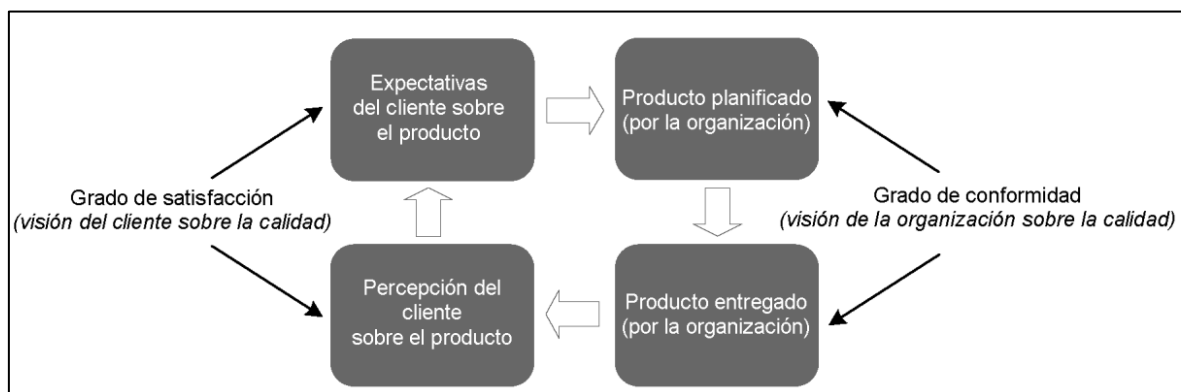 Expectativas
del cliente sobre
el producto
Producto planificado
(por la organización)
Grado de satisfacción
(visión del cliente sobre la calidad)
Grado de conformidad
(visión de la organización sobre la calidad)
Percepción del
cliente
sobre el producto
Producto entregado
(por la organización)